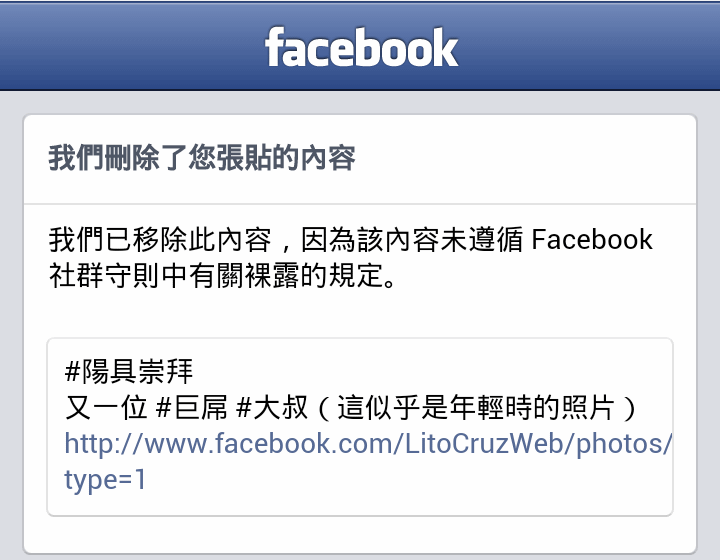 facebook
我們刪除了您張貼的內容
我們已移除此內容，因為該內容未遵循 Facebook
社群守則中有關裸露的規定。
#陽具崇拜
又一位 #巨屌 #大叔（這似乎是年輕時的照片）
http://www.facebook.com/LitoCruzWeb/photos/
type=1